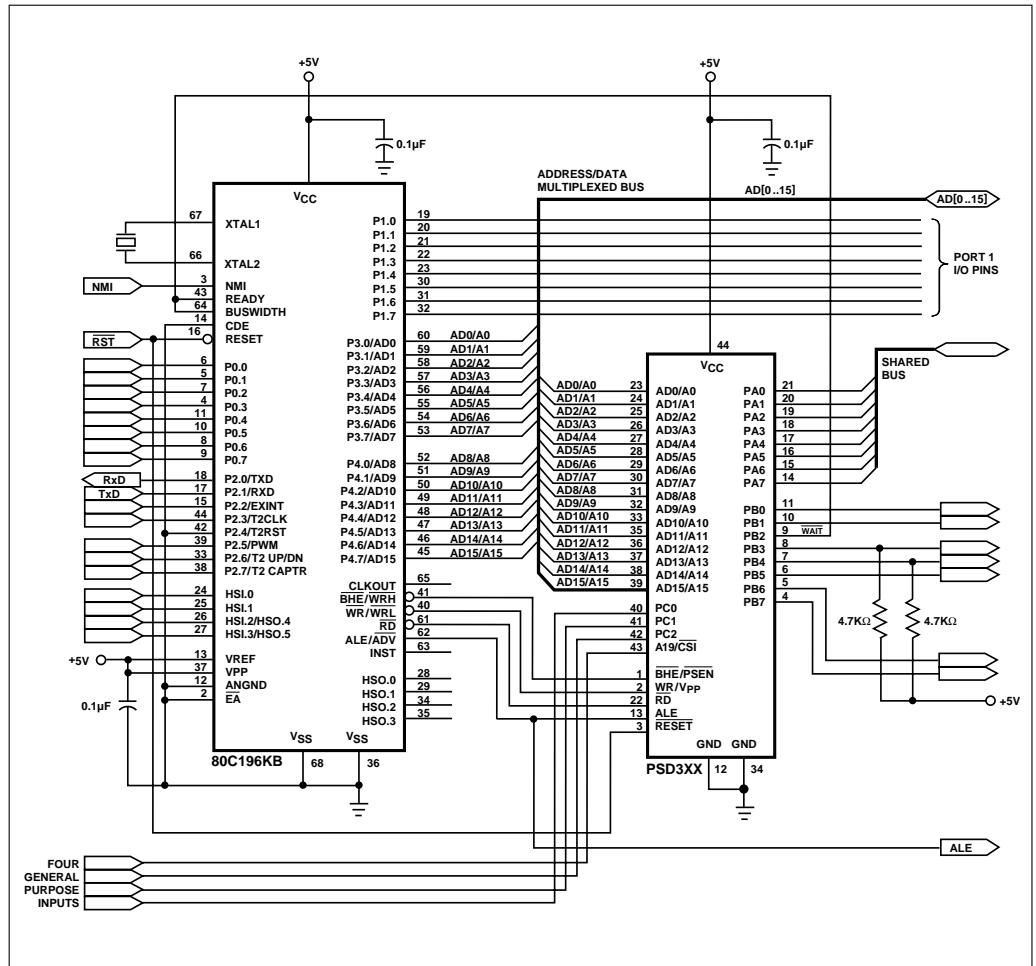 +5V
+5V
0.1µF
0.1µF
ADDRESS/DATA
MULTIPLEXED BUS
AD[0..15]
AD[0..15]
VCC
67 XTAL1
66 XTAL2
NMI 3 NMI
43 READY
64 BUSWIDTH
14 CDE
RST 16 RESET
6 P0.0
5 P0.1
7 P0.2
4 P0.3
11 P0.4
10 P0.5
8 P0.6
9 P0.7
RxD 18 P2.0/TXD
TxD 17 P2.1/RXD
15 P2.2/EXINT
44 P2.3/T2CLK
42 P2.4/T2RST
39 P2.5/PWM
33 P2.6/T2 UP/DN
38 P2.7/T2 CAPTR
24 HSI.0
25 HSI.1
26 HSI.2/HSO.4
27 HSI.3/HSO.5
+5V 13 VREF
37 VPP
12 ANGND
2 EA
0.1µF
P1.0 19
P1.1 20
P1.2 21
P1.3 22
P1.4 23
P1.5 30
P1.6 31
P1.7 32
PORT 1
I/O PINS
P3.0/AD0 60 AD0/A0
P3.1/AD1 59 AD1/A1
P3.2/AD2 58 AD2/A2
P3.3/AD3 57 AD3/A3
P3.4/AD4 56 AD4/A4
P3.5/AD5 55 AD5/A5
P3.6/AD6 54 AD6/A6
P3.7/AD7 53 AD7/A7
P4.0/AD8 52 AD8/A8
P4.1/AD9 51 AD9/A9
P4.2/AD10 50 AD10/A10
P4.3/AD11 49 AD11/A11
P4.4/AD12 48 AD12/A12
P4.5/AD13 47 AD13/A13
P4.6/AD14 46 AD14/A14
P4.7/AD15 45 AD15/A15
CLKOUT 65
BHE/WRH 41
WR/WRL 40
RD 61
ALE/ADV 62
INST 63
HSO.0 28
HSO.1 29
HSO.2 34
HSO.3 35
VSS VSS
80C196KB 68 36
44
VCC
AD0/A0 23 AD0/A0
AD1/A1 24 AD1/A1
AD2/A2 25 AD2/A2
AD3/A3 26 AD3/A3
AD4/A4 27 AD4/A4
AD5/A5 28 AD5/A5
AD6/A6 29 AD6/A6
AD7/A7 30 AD7/A7
AD8/A8 31 AD8/A8
AD9/A9 32 AD9/A9
AD10/A10 33 AD10/A10
AD11/A11 35 AD11/A11
AD12/A12 36 AD12/A12
AD13/A13 37 AD13/A13
AD14/A14 38 AD14/A14
AD15/A15 39 AD15/A15
40 PC0
41 PC1
42 PC2
43 A19/CSI
1 BHE/PSEN
2 WR/VPP
22 RD
13 ALE
3 RESET
GND GND
PSD3XX 12 34
SHARED
BUS
PA0 21
PA1 20
PA2 19
PA3 18
PA4 17
PA5 16
PA6 15
PA7 14
PB0 11
PB1 10
PB2 9 WAIT
PB3 8
PB4 7
PB5 6
PB6 5
PB7 4
4.7KΩ 4.7KΩ
+5V
ALE
FOUR
GENERAL
PURPOSE
INPUTS